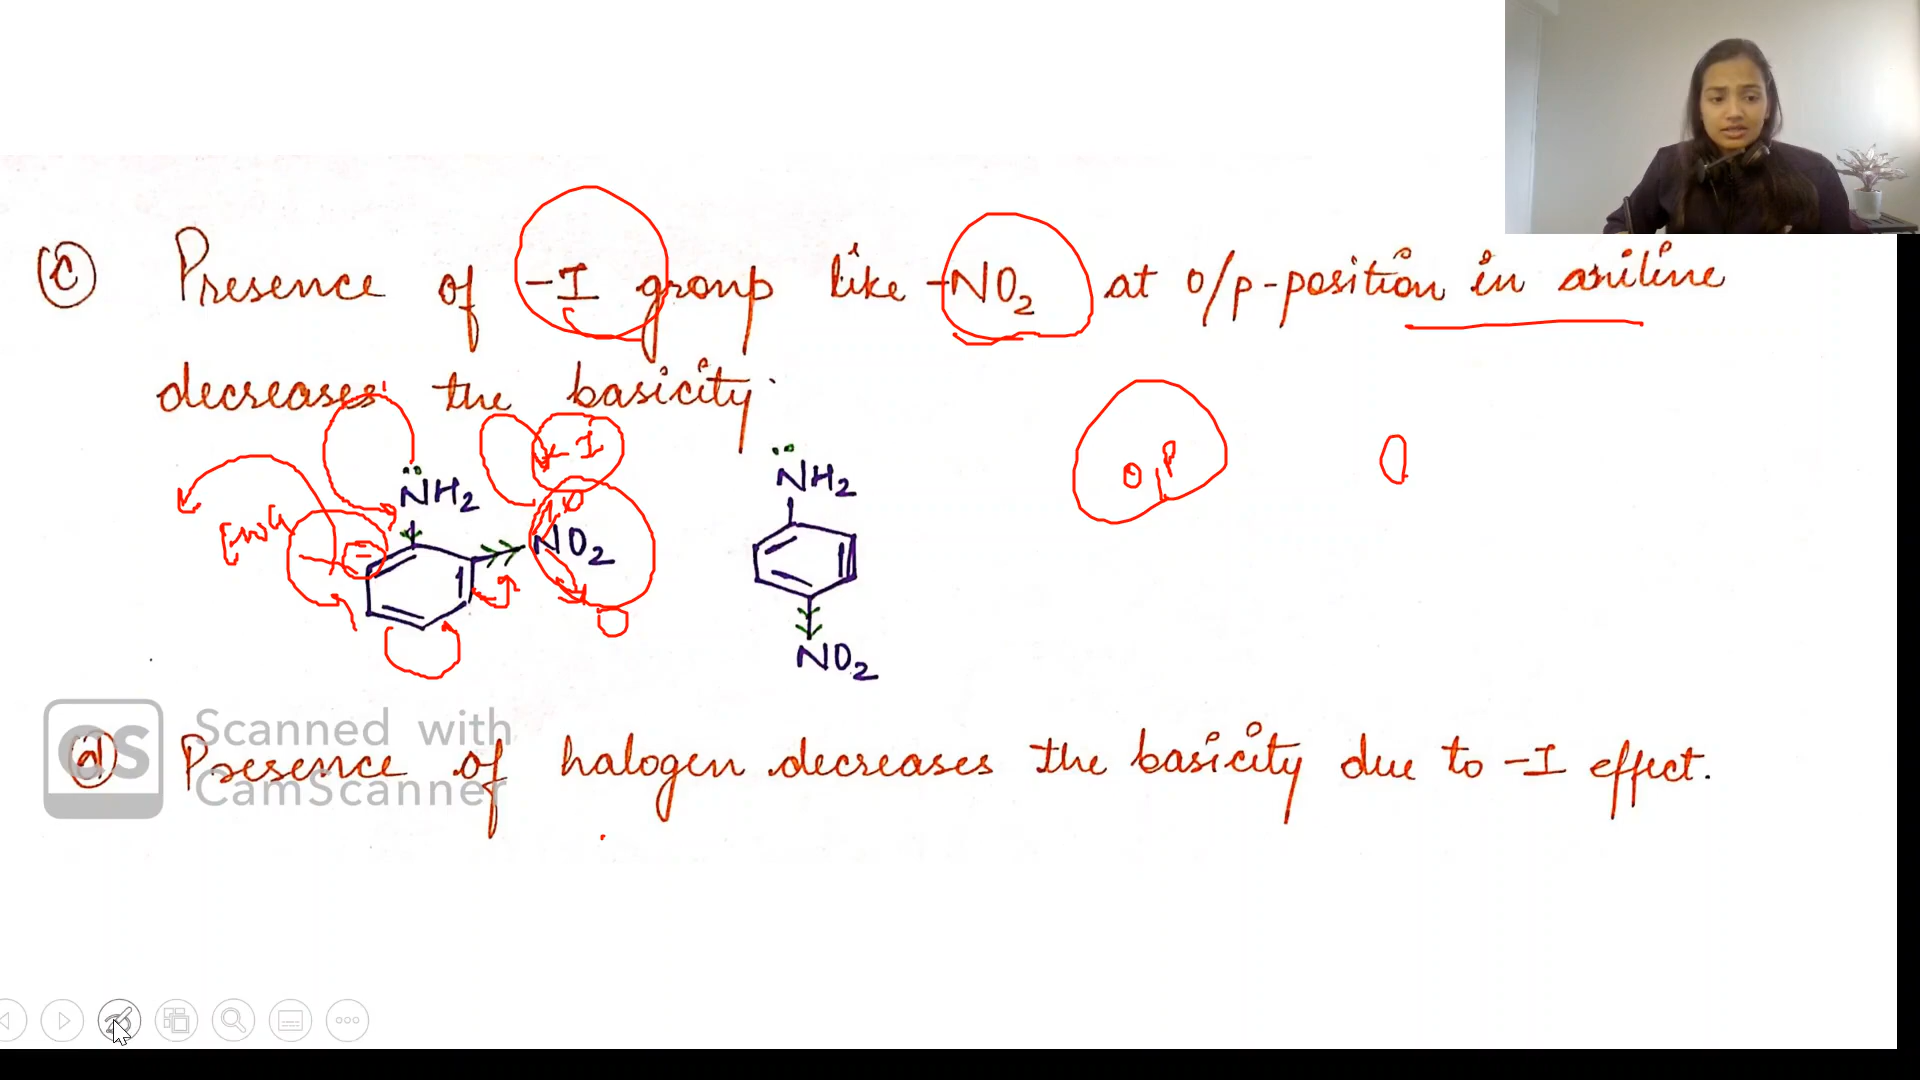 (c) Presence of -I group like -NO2 at o/p-position in aniline
decreases the basicity.
-I
O, P
O
NH2
NO2
EWG
NH2
NO2
Scanned with
CamScanner
CS
(d) Presence of halogen decreases the basicity due to -I effect.